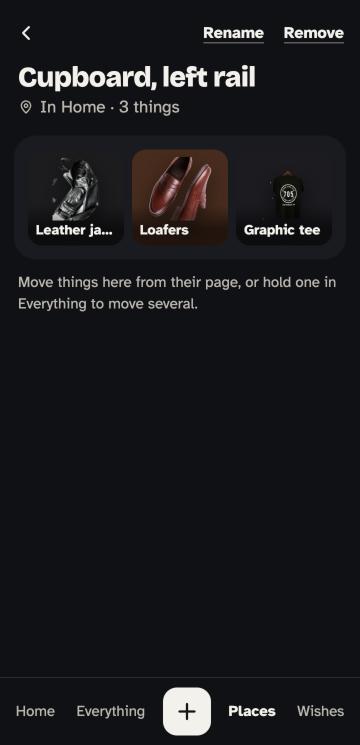 Rename Remove
Cupboard, left rail
In Home · 3 things
Leather ja...
Loafers
705
Graphic tee
Move things here from their page, or hold one in
Everything to move several.
Home Everything + Places Wishes